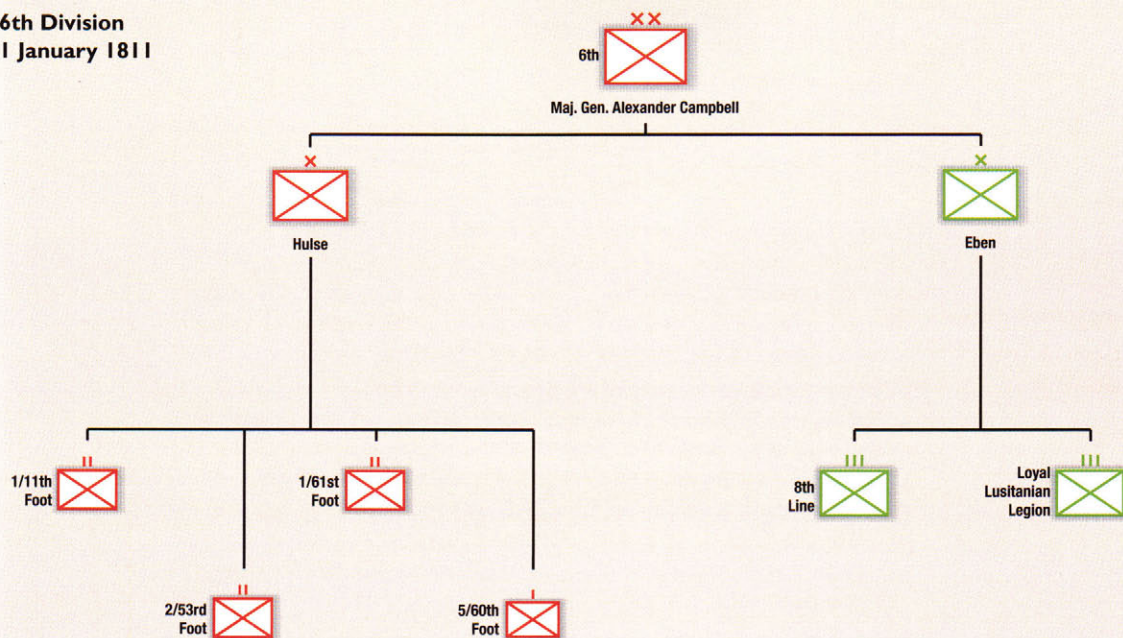 6th Division
1 January 1811
6th
Maj. Gen. Alexander Campbell
Hulse
Eben
1/11th
Foot
1/61st
Foot
8th
Line
Loyal
Lusitanian
Legion
2/53rd
Foot
5/60th
Foot